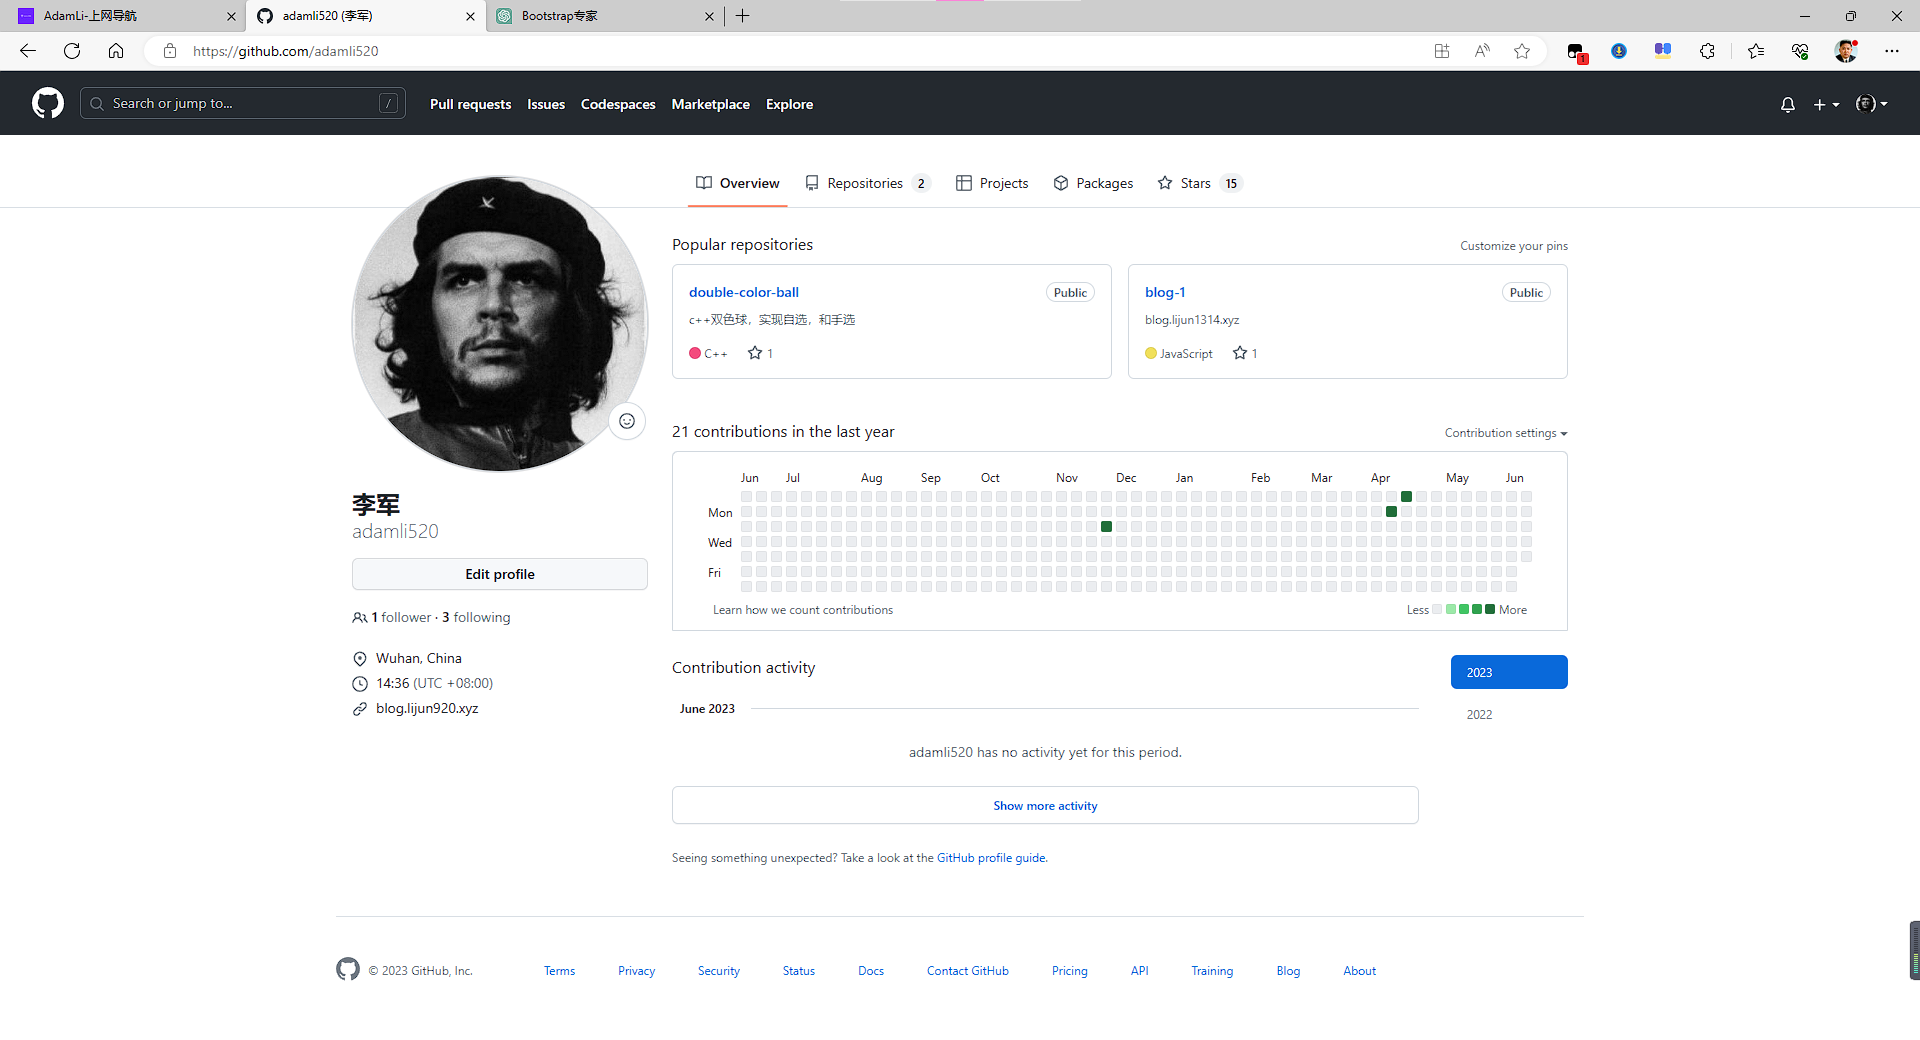 AdamLi-上网导航
adamli520 (李军)
Bootstrap专家
https://github.com/adamli520
1
Search or jump to...
/
Pull requests
Issues
Codespaces
Marketplace
Explore
Overview
Repositories 2
Projects
Packages
Stars 15
Popular repositories
Customize your pins
double-color-ball
Public
c++双色球，实现自选，和手选
C++
1
blog-1
Public
blog.lijun1314.xyz
JavaScript
1
21 contributions in the last year
Contribution settings
Jun Jul Aug Sep Oct Nov Dec Jan Feb Mar Apr May Jun
Mon
Wed
Fri
Learn how we count contributions
Less
More
李军
adamli520
Edit profile
1 follower · 3 following
Wuhan, China
14:36 (UTC +08:00)
blog.lijun920.xyz
Contribution activity
2023
2022
June 2023
adamli520 has no activity yet for this period.
Show more activity
Seeing something unexpected? Take a look at the GitHub profile guide.
© 2023 GitHub, Inc.
Terms
Privacy
Security
Status
Docs
Contact GitHub
Pricing
API
Training
Blog
About